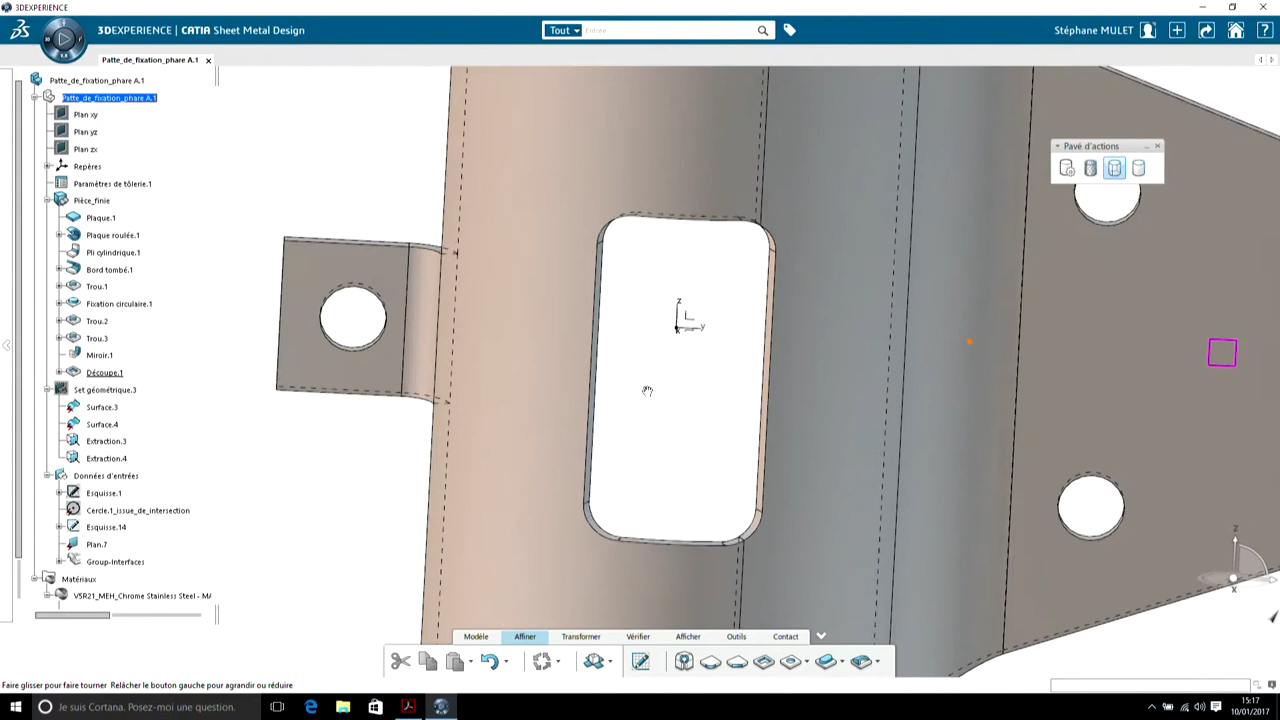 3DEXPERIENCE
3DEXPERIENCE | CATIA Sheet Metal Design
Tout
Stéphane MULET
Patte_de_fixation_phare A.1
Patte_de_fixation_phare A.1
Patte_de_fixation_phare A.1
Plan xy
Plan yz
Plan zx
Repères
Paramètres de tôlerie.1
Pièce_finie
Plaque.1
Plaque roulée.1
Pli cylindrique.1
Bord tombé.1
Trou.1
Fixation circulaire.1
Trou.2
Trou.3
Miroir.1
Découpe.1
Set géométrique.3
Surface.3
Surface.4
Extraction.3
Extraction.4
Données d'entrées
Esquisse.1
Cercle.1_issue_de_intersection
Esquisse.14
Plan.7
Group-Interfaces
Matériaux
V5R21_MEH_Chrome Stainless Steel - MA
Pavé d'actions
z
y
x
z
x
Modèle Affiner Transformer Vérifier Afficher Outils Contact
Faire glisser pour faire tourner Relâcher le bouton gauche pour agrandir ou réduire
Je suis Cortana. Posez-moi une question.
15:17
10/01/2017